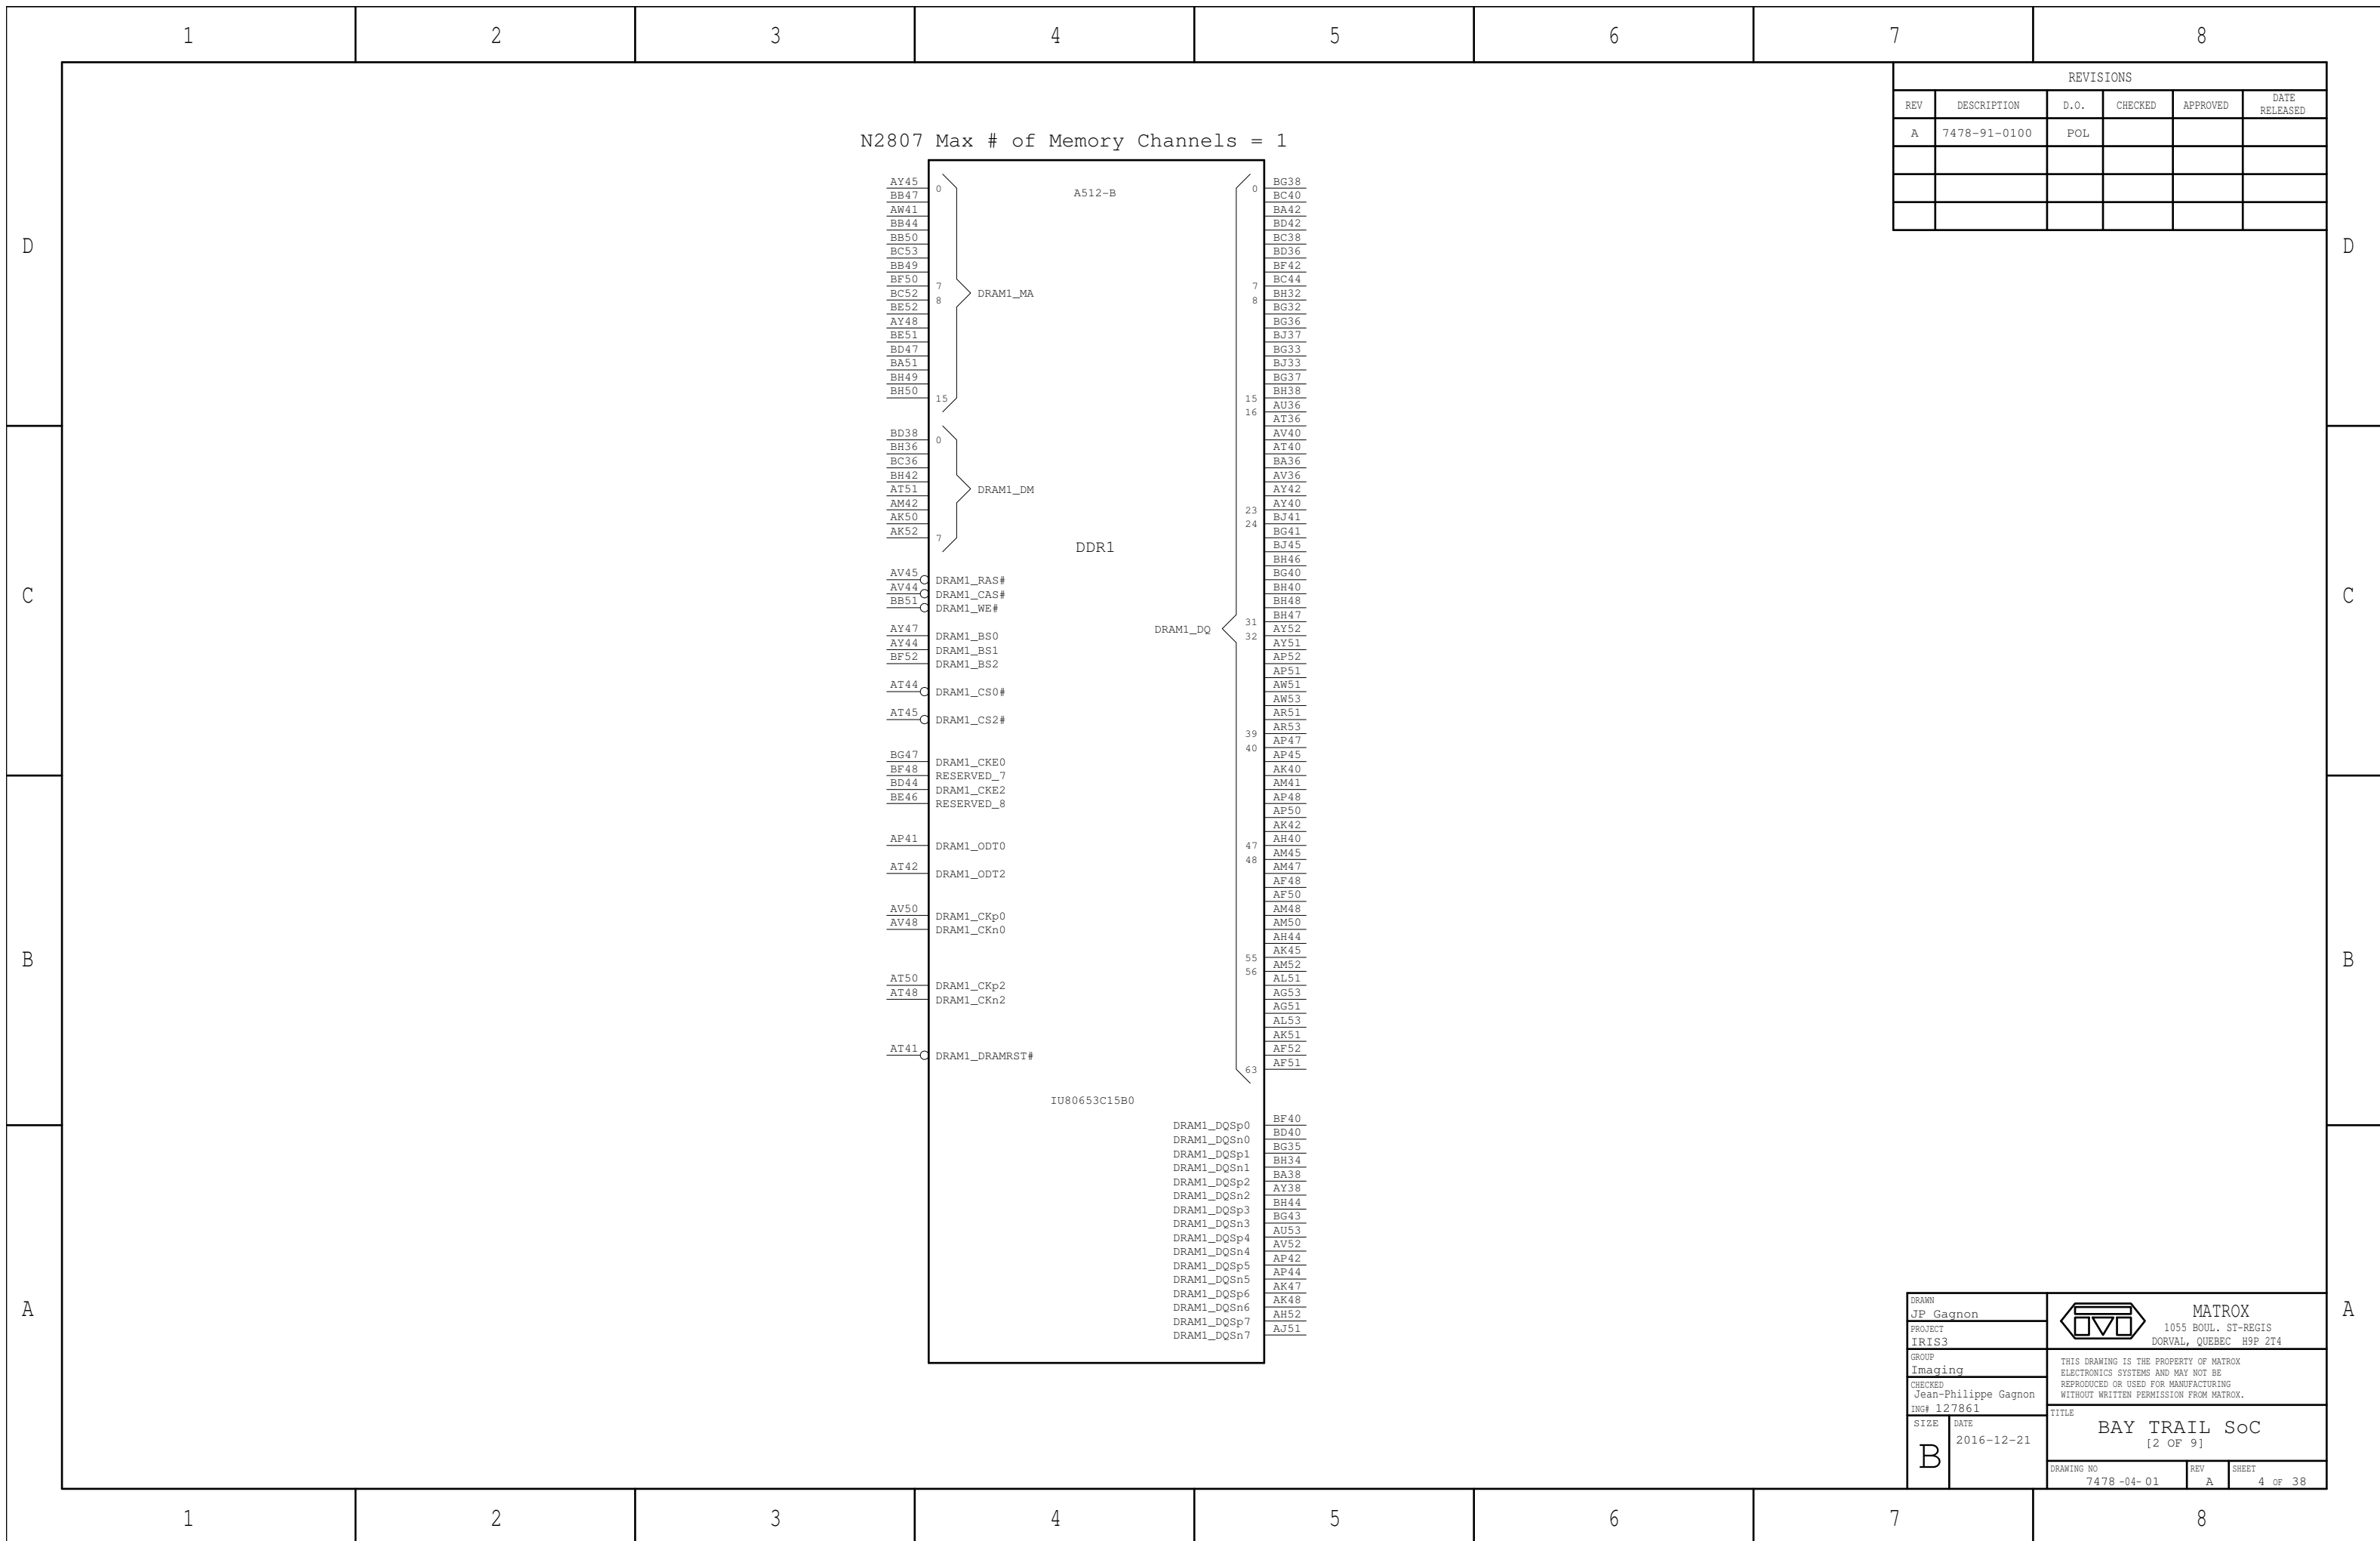 1 2 3 4 5 6 7 8
REVISIONS
REV DESCRIPTION D.O. CHECKED APPROVED DATE RELEASED
A 7478-91-0100 POL
N2807 Max # of Memory Channels = 1
A512-B
AY45 0
BB47
AW41
BB44
BB50
BC53
BB49
BF50 7
BC52 8 DRAM1_MA
BE52
AY48
BE51
BD47
BA51
BH49
BH50 15
BD38 0
BH36
BC36
BH42
AT51 DRAM1_DM
AM42
AK50
AK52 7
DDR1
AV45 DRAM1_RAS#
AV44 DRAM1_CAS#
BB51 DRAM1_WE#
AY47 DRAM1_BS0
AY44 DRAM1_BS1
BF52 DRAM1_BS2
AT44 DRAM1_CS0#
AT45 DRAM1_CS2#
BG47 DRAM1_CKE0
BF48 RESERVED_7
BD44 DRAM1_CKE2
BE46 RESERVED_8
AP41 DRAM1_ODT0
AT42 DRAM1_ODT2
AV50 DRAM1_CKp0
AV48 DRAM1_CKn0
AT50 DRAM1_CKp2
AT48 DRAM1_CKn2
AT41 DRAM1_DRAMRST#
IU80653C15B0
0 BG38
BC40
BA42
BD42
BC38
BD36
BF42
7 BC44
8 BH32
BG32
BG36
BJ37
BG33
BJ33
BG37
15 BH38
16 AU36
AT36
AV40
AT40
BA36
AV36
AY42
23 AY40
24 BJ41
BG41
BJ45
BH46
BG40
BH40
BH48
31 BH47
DRAM1_DQ 32 AY52
AY51
AP52
AP51
AW51
AW53
AR51
39 AR53
40 AP47
AP45
AK40
AM41
AP48
AP50
AK42
47 AH40
48 AM45
AM47
AF48
AF50
AM48
AM50
AH44
55 AK45
56 AM52
AL51
AG53
AG51
AL53
AK51
AF52
63 AF51
DRAM1_DQSp0 BF40
DRAM1_DQSn0 BD40
DRAM1_DQSp1 BG35
DRAM1_DQSn1 BH34
DRAM1_DQSp2 BA38
DRAM1_DQSn2 AY38
DRAM1_DQSp3 BH44
DRAM1_DQSn3 BG43
DRAM1_DQSp4 AU53
DRAM1_DQSn4 AV52
DRAM1_DQSp5 AP42
DRAM1_DQSn5 AP44
DRAM1_DQSp6 AK47
DRAM1_DQSn6 AK48
DRAM1_DQSp7 AH52
DRAM1_DQSn7 AJ51
D D
C C
B B
A A
DRAWN
JP Gagnon
PROJECT
IRIS3
GROUP
Imaging
CHECKED
Jean-Philippe Gagnon
ING# 127861
SIZE
B
DATE
2016-12-21
MATROX
1055 BOUL. ST-REGIS
DORVAL, QUEBEC H9P 2T4
THIS DRAWING IS THE PROPERTY OF MATROX
ELECTRONICS SYSTEMS AND MAY NOT BE
REPRODUCED OR USED FOR MANUFACTURING
WITHOUT WRITTEN PERMISSION FROM MATROX.
TITLE
BAY TRAIL SoC
[2 OF 9]
DRAWING NO
7478 -04- 01
REV
A
SHEET
4 OF 38
1 2 3 4 5 6 7 8